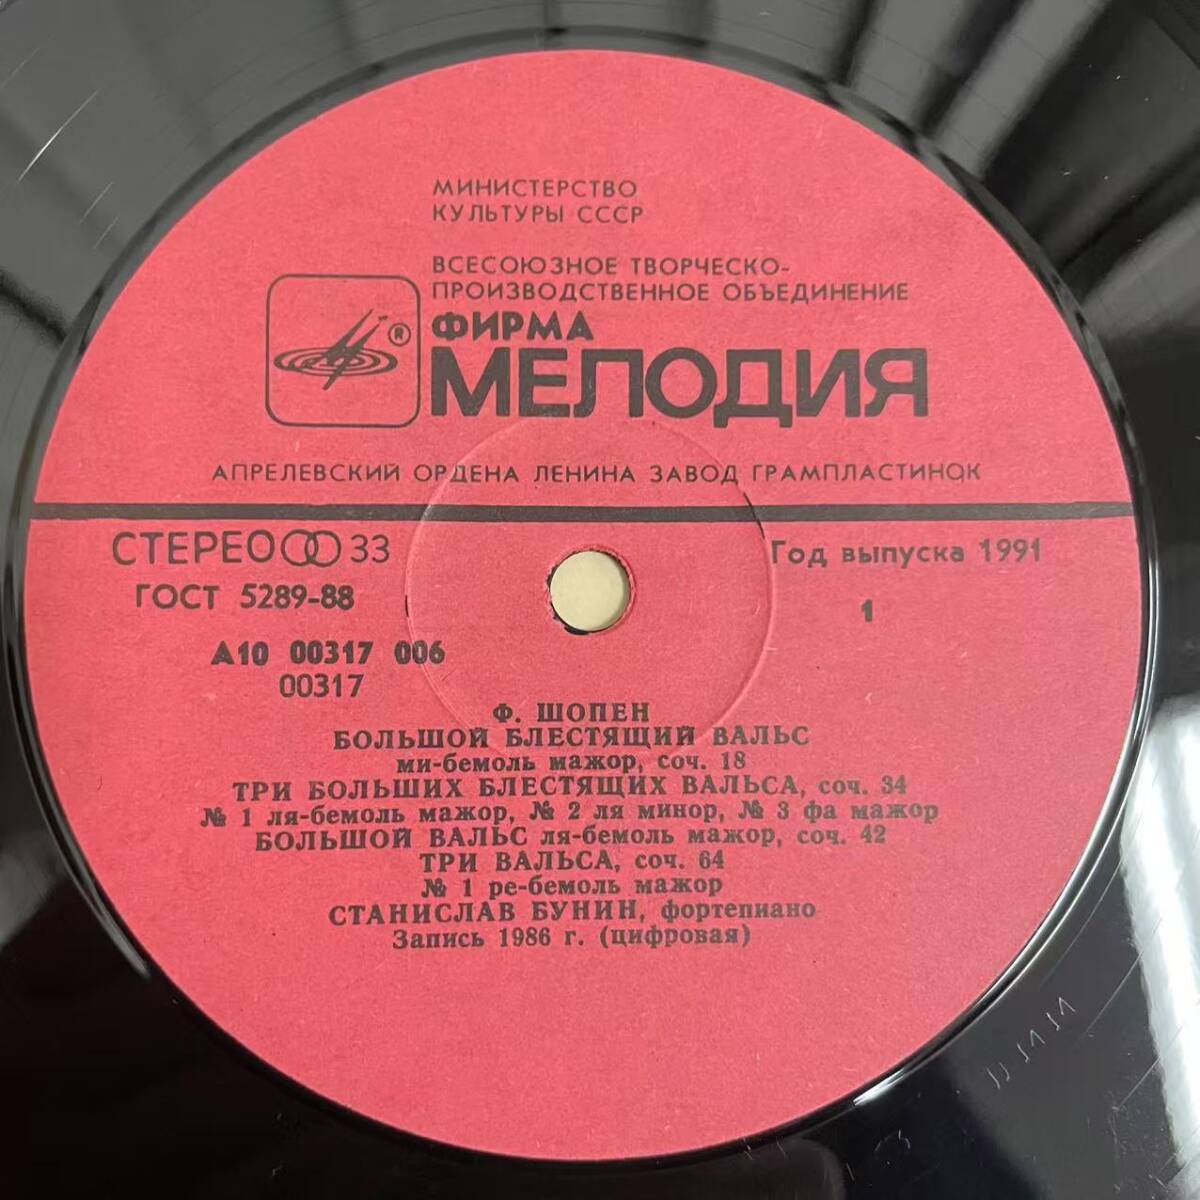 МИНИСТЕРСТВО
КУЛЬТУРЫ СССР
ВСЕСОЮЗНОЕ ТВОРЧЕСКО-
ПРОИЗВОДСТВЕННОЕ ОБЪЕДИНЕНИЕ
ФИРМА
®
МЕЛОДИЯ
АПРЕЛЕВСКИЙ ОРДЕНА ЛЕНИНА ЗАВОД ГРАМПЛАСТИНОК
СТЕРЕО 33
Год выпуска 1991
ГОСТ 5289-88
1
А10 00317 006
00317
Ф. ШОПЕН
БОЛЬШОЙ БЛЕСТЯЩИЙ ВАЛЬС
ми-бемоль мажор, соч. 18
ТРИ БОЛЬШИХ БЛЕСТЯЩИХ ВАЛЬСА, соч. 34
№ 1 ля-бемоль мажор, № 2 ля минор, № 3 фа мажор
БОЛЬШОЙ ВАЛЬС ля-бемоль мажор, соч. 42
ТРИ ВАЛЬСА, соч. 64
№ 1 ре-бемоль мажор
СТАНИСЛАВ БУНИН, фортепиано
Запись 1986 г. (цифровая)